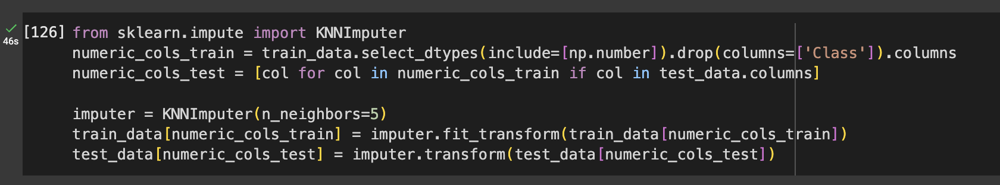 [126] from sklearn.impute import KNNImputer
46s
numeric_cols_train = train_data.select_dtypes(include=[np.number]).drop(columns=['Class']).columns
numeric_cols_test = [col for col in numeric_cols_train if col in test_data.columns]
imputer = KNNImputer(n_neighbors=5)
train_data[numeric_cols_train] = imputer.fit_transform(train_data[numeric_cols_train])
test_data[numeric_cols_test] = imputer.transform(test_data[numeric_cols_test])